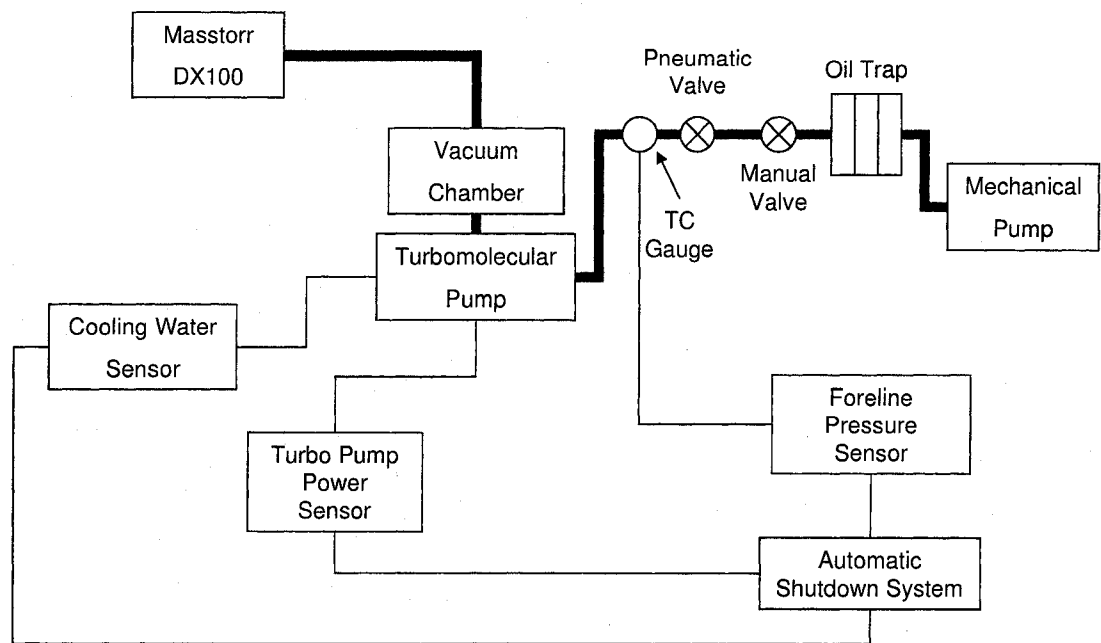 Masstorr
DX100
Pneumatic
Valve
Oil Trap
Vacuum
Chamber
Manual
Valve
TC
Gauge
Mechanical
Pump
Turbomolecular
Pump
Cooling Water
Sensor
Foreline
Pressure
Sensor
Turbo Pump
Power
Sensor
Automatic
Shutdown System